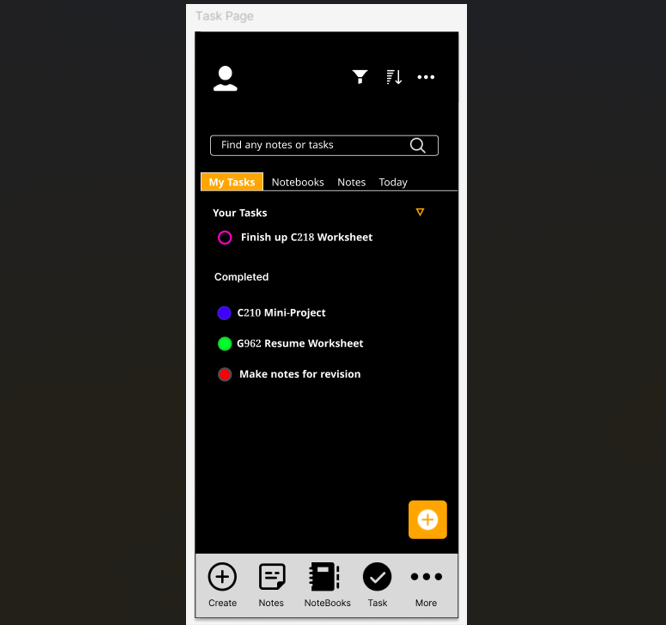 Task Page
Find any notes or tasks
My Tasks Notebooks Notes Today
Your Tasks
Finish up C218 Worksheet
Completed
C210 Mini-Project
G962 Resume Worksheet
Make notes for revision
Create Notes NoteBooks Task More